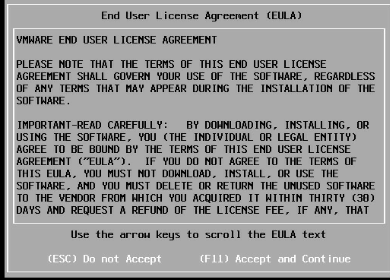 End User License Agreement (EULA)
VMWARE END USER LICENSE AGREEMENT
PLEASE NOTE THAT THE TERMS OF THIS END USER LICENSE
AGREEMENT SHALL GOVERN YOUR USE OF THE SOFTWARE, REGARDLESS
OF ANY TERMS THAT MAY APPEAR DURING THE INSTALLATION OF THE
SOFTWARE.
IMPORTANT-READ CAREFULLY:   BY DOWNLOADING, INSTALLING, OR
USING THE SOFTWARE, YOU (THE INDIVIDUAL OR LEGAL ENTITY)
AGREE TO BE BOUND BY THE TERMS OF THIS END USER LICENSE
AGREEMENT ("EULA").  IF YOU DO NOT AGREE TO THE TERMS OF
THIS EULA, YOU MUST NOT DOWNLOAD, INSTALL, OR USE THE
SOFTWARE, AND YOU MUST DELETE OR RETURN THE UNUSED SOFTWARE
TO THE VENDOR FROM WHICH YOU ACQUIRED IT WITHIN THIRTY (30)
DAYS AND REQUEST A REFUND OF THE LICENSE FEE, IF ANY, THAT
Use the arrow keys to scroll the EULA text
(ESC) Do not Accept     (F11) Accept and Continue